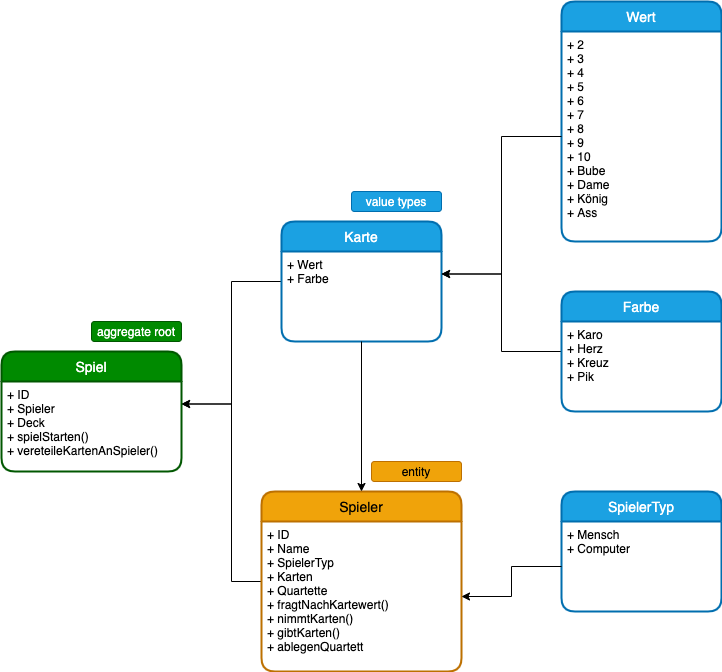 Wert
+ 2
+ 3
+ 4
+ 5
+ 6
+ 7
+ 8
+ 9
+ 10
+ Bube
+ Dame
+ König
+ Ass
value types
Karte
+ Wert
+ Farbe
Farbe
+ Karo
+ Herz
+ Kreuz
+ Pik
aggregate root
Spiel
+ ID
+ Spieler
+ Deck
+ spielStarten()
+ vereteileKartenAnSpieler()
entity
Spieler
+ ID
+ Name
+ SpielerTyp
+ Karten
+ Quartette
+ fragtNachKartewert()
+ nimmtKarten()
+ gibtKarten()
+ ablegenQuartett
SpielerTyp
+ Mensch
+ Computer